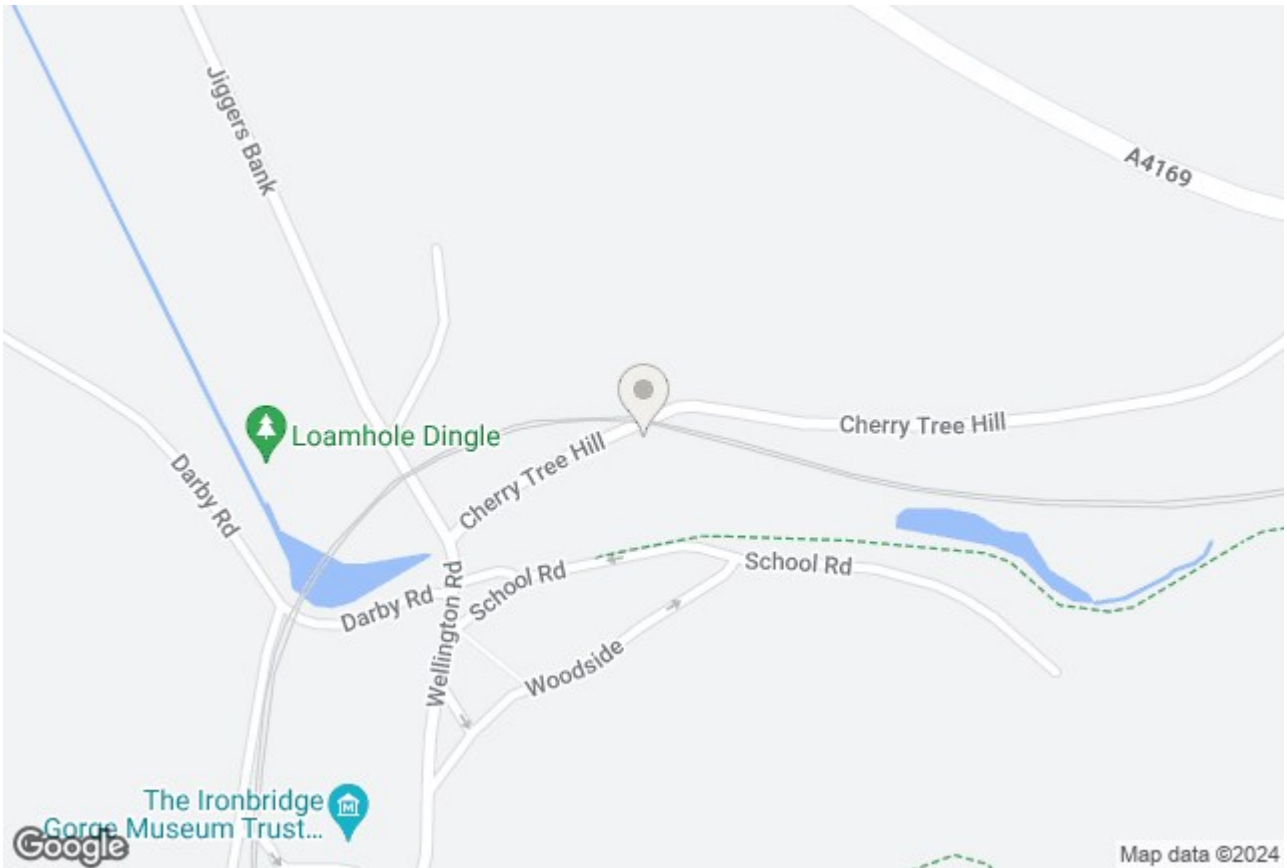 Jiggers Bank
A4169
Cherry Tree Hill
Loamhole Dingle
Cherry Tree Hill
Darby Rd
School Rd
School Rd
Darby Rd
Wellington Rd
Woodside
The Ironbridge
Gorge Museum Trust...
Google
Map data ©2024